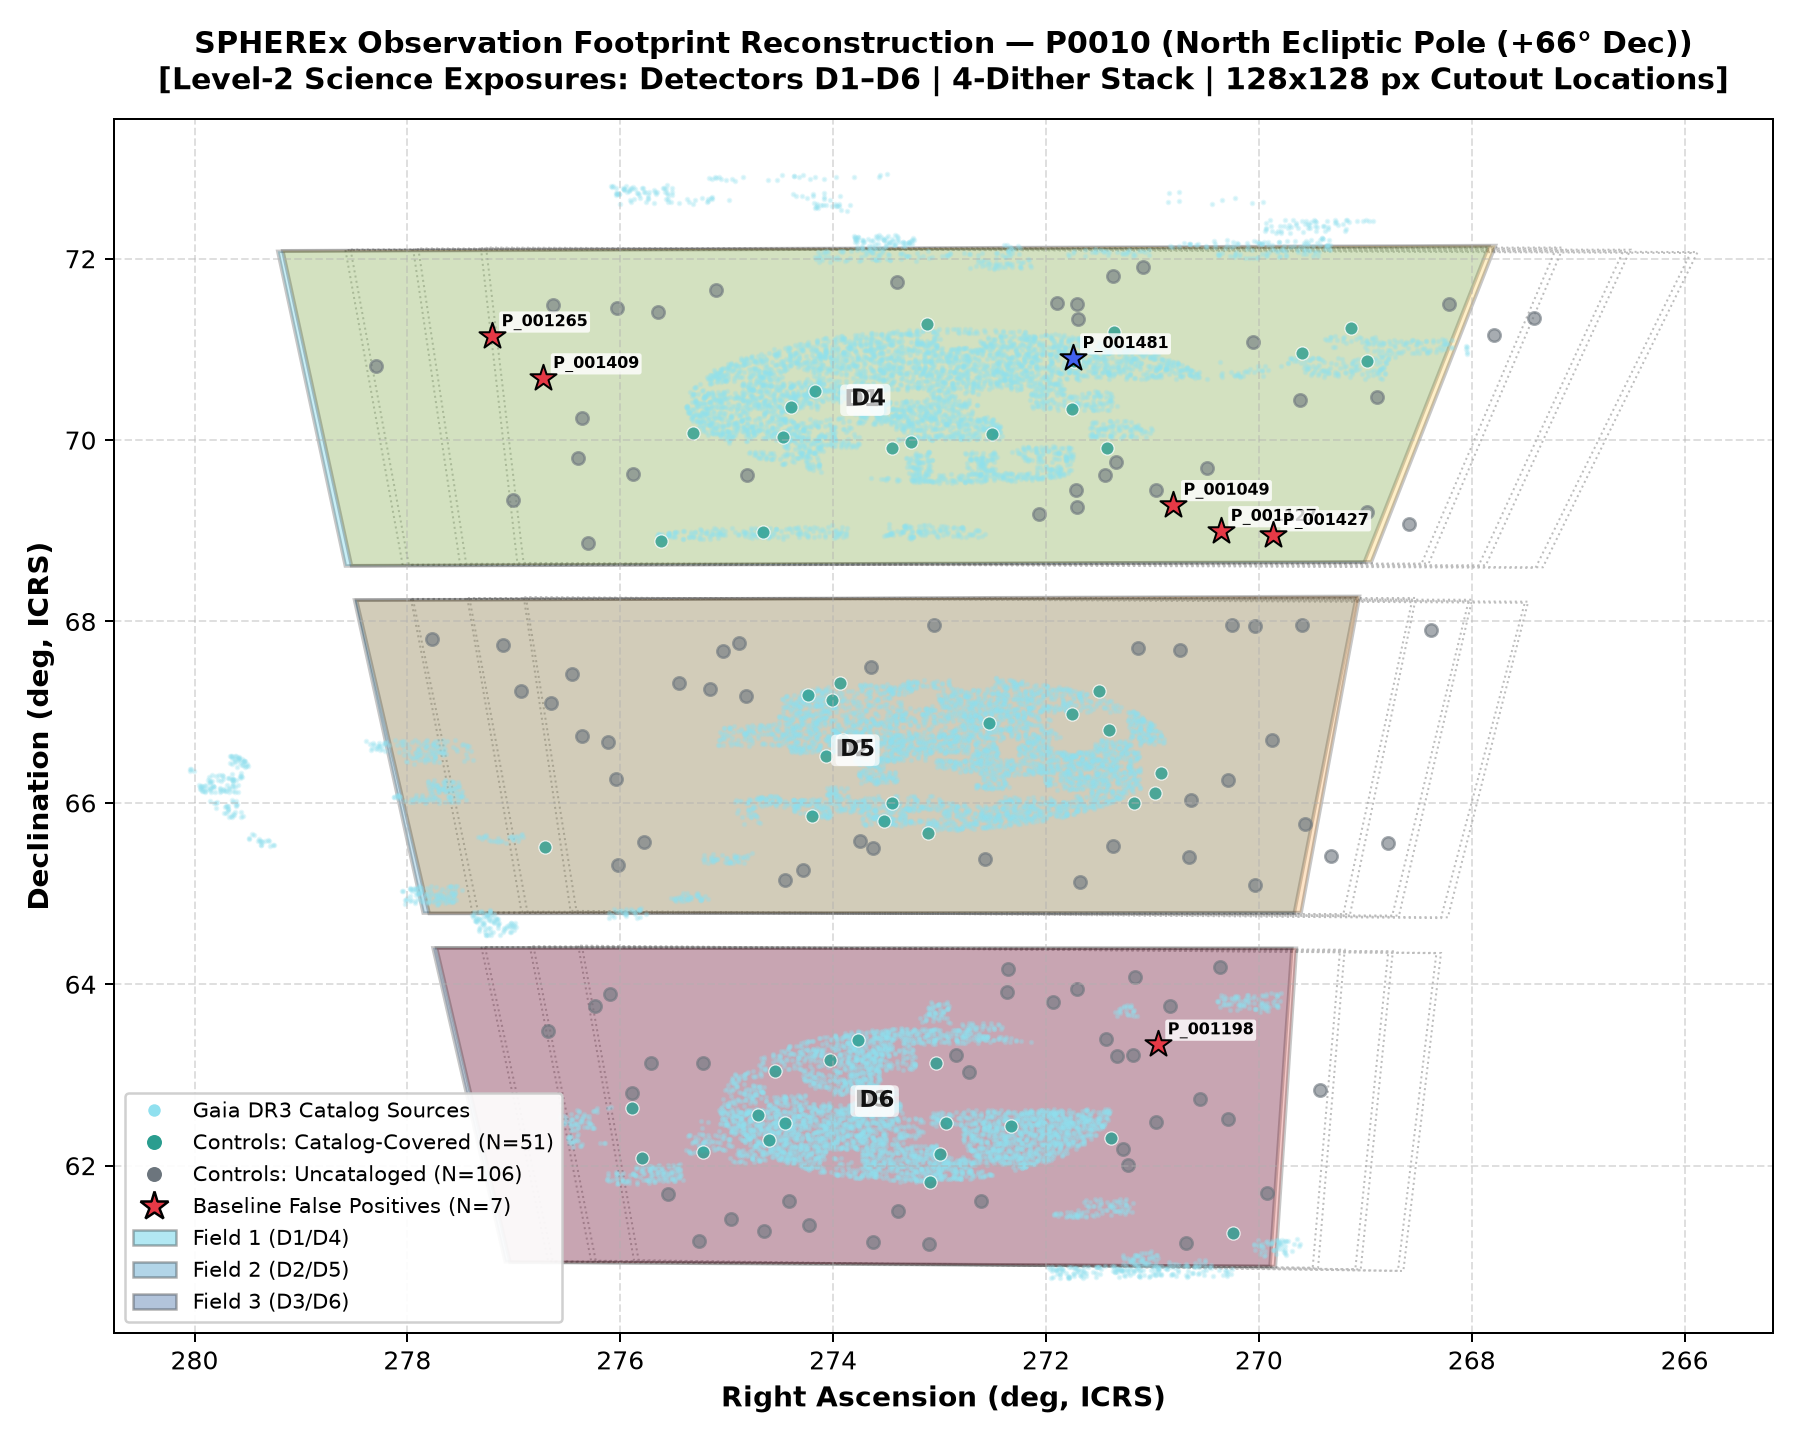 SPHEREx Observation Footprint Reconstruction — P0010 (North Ecliptic Pole (+66° Dec))
[Level-2 Science Exposures: Detectors D1–D6 | 4-Dither Stack | 128x128 px Cutout Locations]
72
P_001265
P_001481
P_001409
D4
70
P_001049
P_001427
Declination (deg, ICRS)
68
D5
66
64
P_001198
D6
Gaia DR3 Catalog Sources
Controls: Catalog-Covered (N=51)
Controls: Uncataloged (N=106)
62
Baseline False Positives (N=7)
Field 1 (D1/D4)
Field 2 (D2/D5)
Field 3 (D3/D6)
280 278 276 274 272 270 268 266
Right Ascension (deg, ICRS)